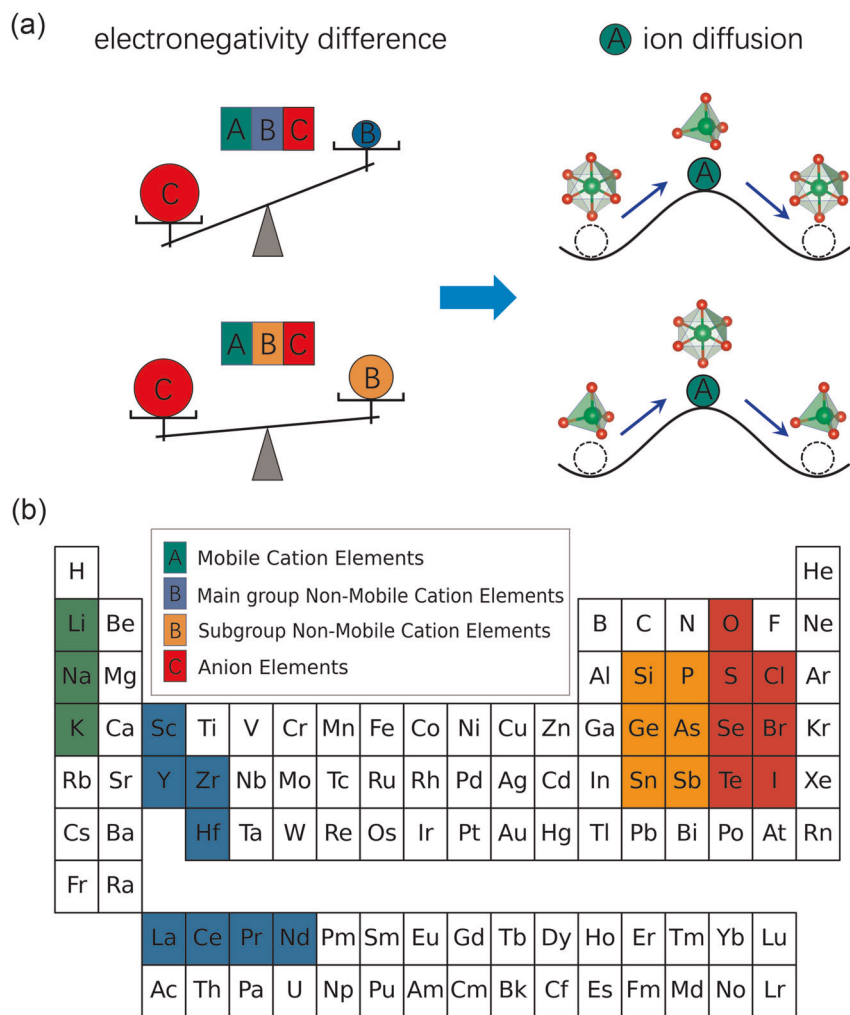 (a)
electronegativity difference
A ion diffusion
A B C
B
C
A
A B C
C
B
A
(b)
A Mobile Cation Elements
B Main group Non-Mobile Cation Elements
B Subgroup Non-Mobile Cation Elements
C Anion Elements
H He
Li Be B C N O F Ne
Na Mg Al Si P S Cl Ar
K Ca Sc Ti V Cr Mn Fe Co Ni Cu Zn Ga Ge As Se Br Kr
Rb Sr Y Zr Nb Mo Tc Ru Rh Pd Ag Cd In Sn Sb Te I Xe
Cs Ba Hf Ta W Re Os Ir Pt Au Hg Tl Pb Bi Po At Rn
Fr Ra
La Ce Pr Nd Pm Sm Eu Gd Tb Dy Ho Er Tm Yb Lu
Ac Th Pa U Np Pu Am Cm Bk Cf Es Fm Md No Lr